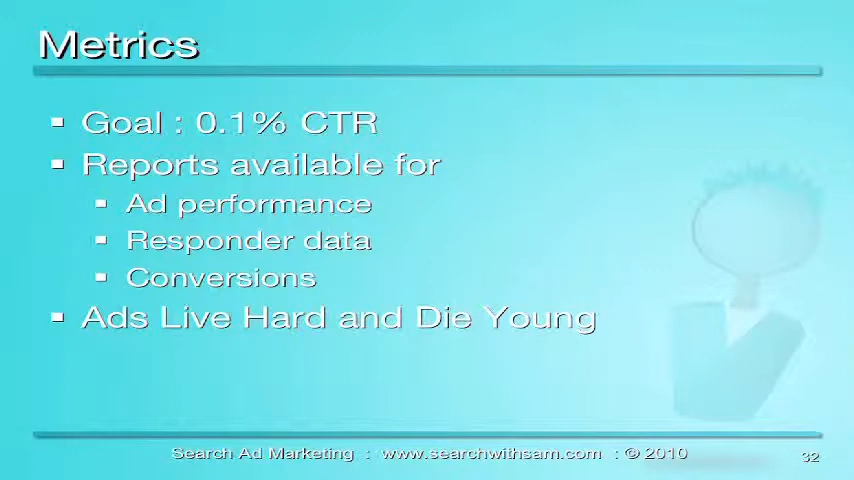 Metrics
Goal : 0.1% CTR
Reports available for
Ad performance
Responder data
Conversions
Ads Live Hard and Die Young
Search Ad Marketing : www.searchwithsam.com : © 2010
32